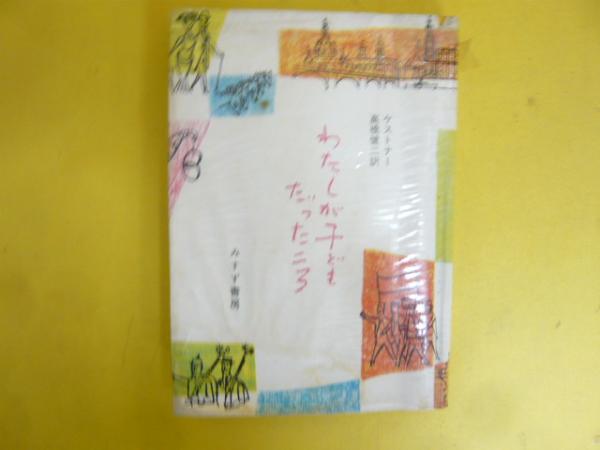 ケストナー
高橋健二訳
わたしが子ども
だったころ
みすず書房